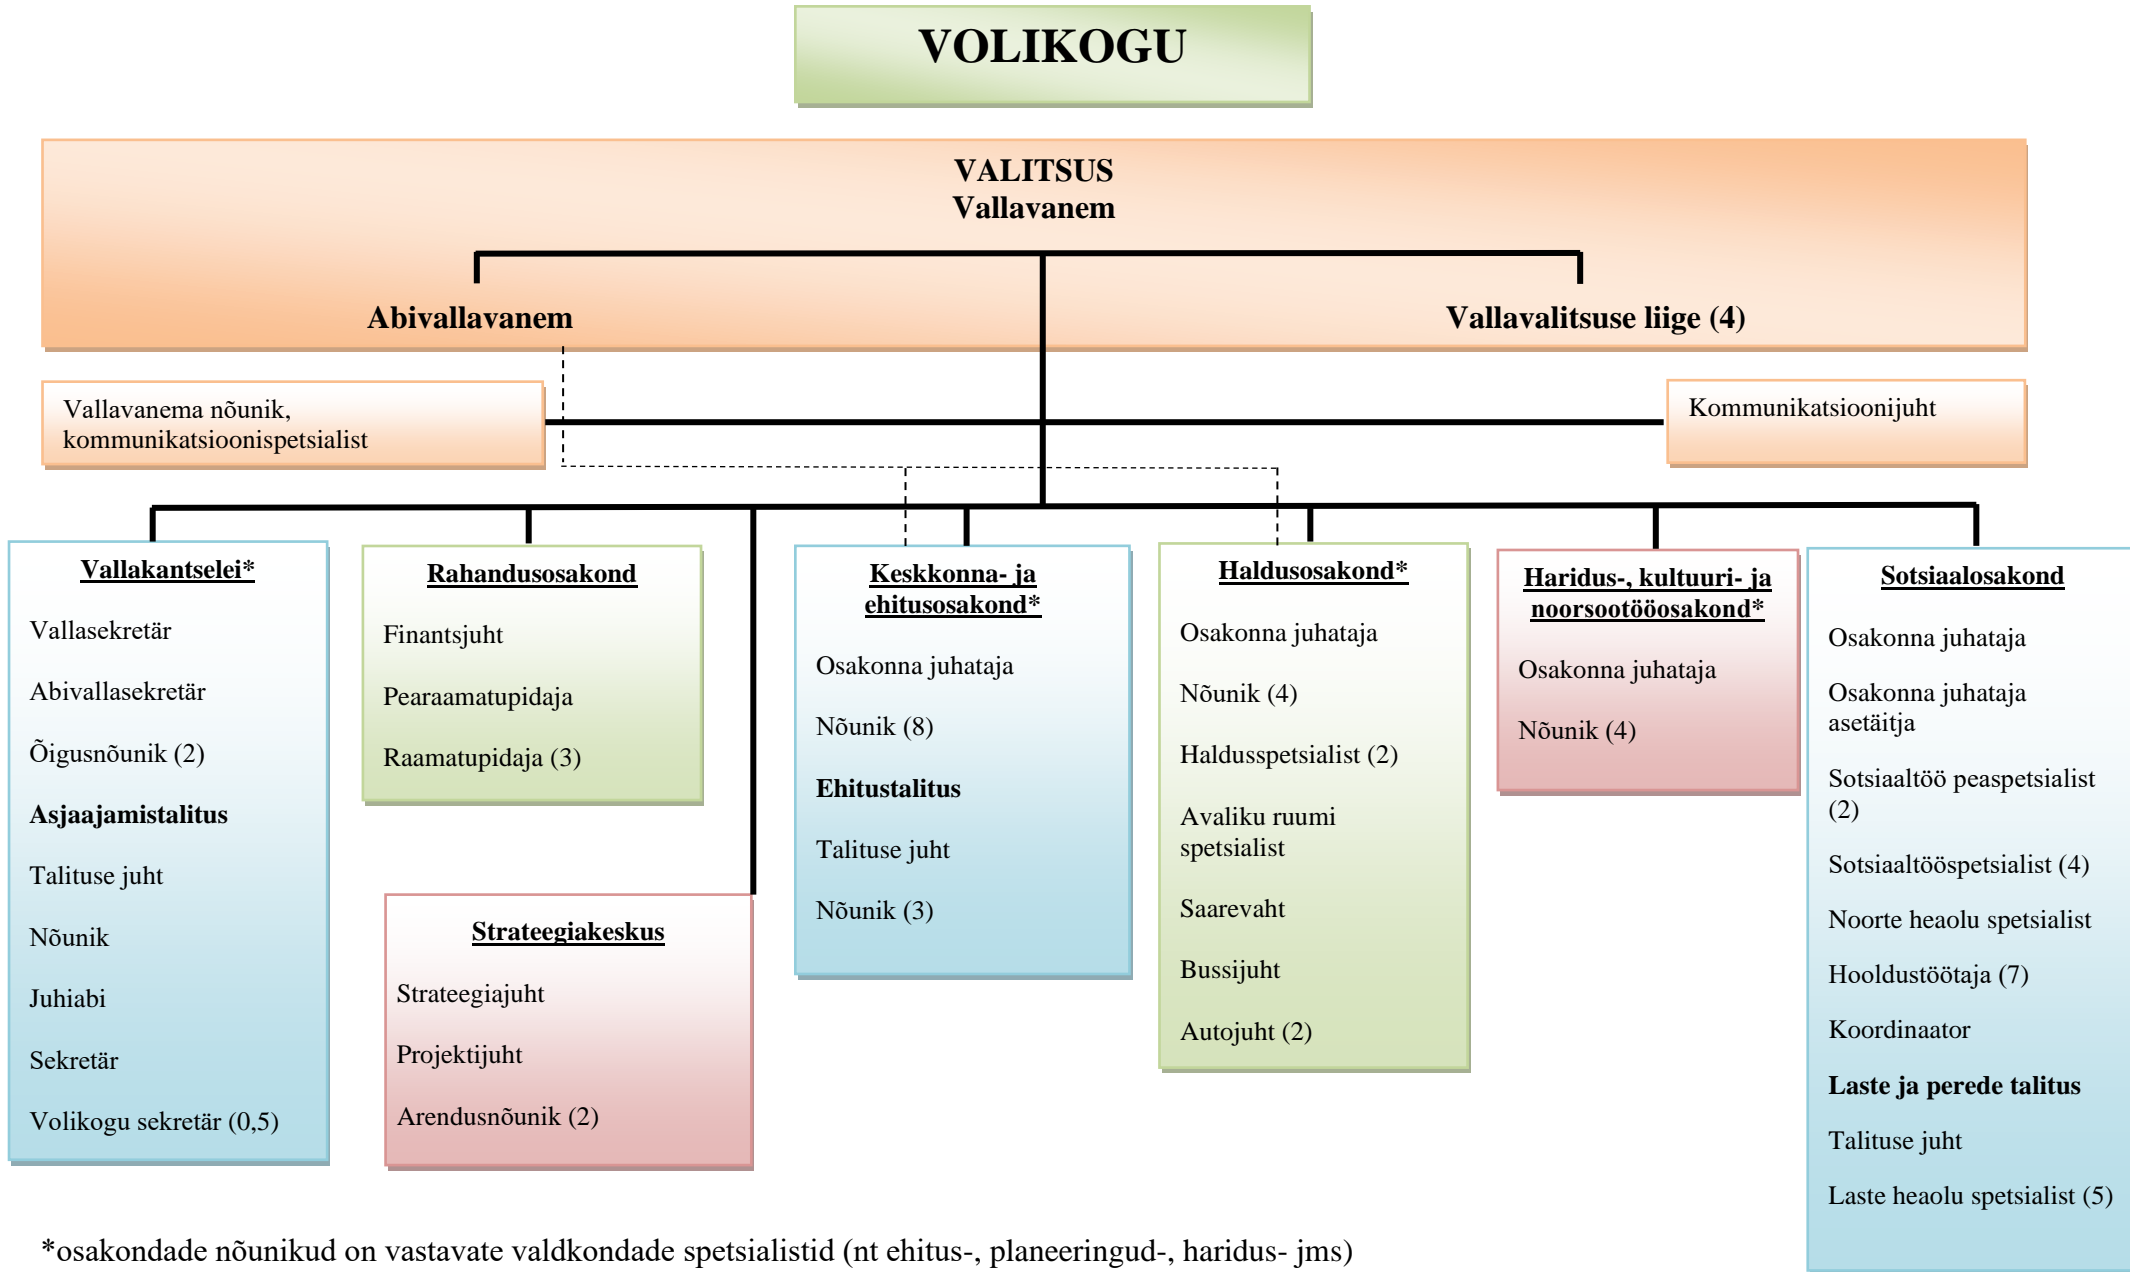 VOLIKOGU
VALITSUS
Vallavanem
Abivallavanem
Vallavalitsuse liige (4)
Vallavanema nõunik,
kommunikatsioonispetsialist
Kommunikatsioonijuht
Vallakantselei*
Vallasekretär
Abivallasekretär
Õigusnõunik (2)
Asjaajamistalitus
Talituse juht
Nõunik
Juhiabi
Sekretär
Volikogu sekretär (0,5)
Rahandusosakond
Finantsjuht
Pearaamatupidaja
Raamatupidaja (3)
Strateegiakeskus
Strateegiajuht
Projektijuht
Arendusnõunik (2)
Keskkonna- ja
ehitusosakond*
Osakonna juhataja
Nõunik (8)
Ehitustalitus
Talituse juht
Nõunik (3)
Haldusosakond*
Osakonna juhataja
Nõunik (4)
Haldusspetsialist (2)
Avaliku ruumi
spetsialist
Saarevaht
Bussijuht
Autojuht (2)
Haridus-, kultuuri- ja
noorsootööosakond*
Osakonna juhataja
Nõunik (4)
Sotsiaalosakond
Osakonna juhataja
Osakonna juhataja
asetäitja
Sotsiaaltöö peaspetsialist
(2)
Sotsiaaltööspetsialist (4)
Noorte heaolu spetsialist
Hooldustöötaja (7)
Koordinaator
Laste ja perede talitus
Talituse juht
Laste heaolu spetsialist (5)
*osakondade nõunikud on vastavate valdkondade spetsialistid (nt ehitus-, planeeringud-, haridus- jms)